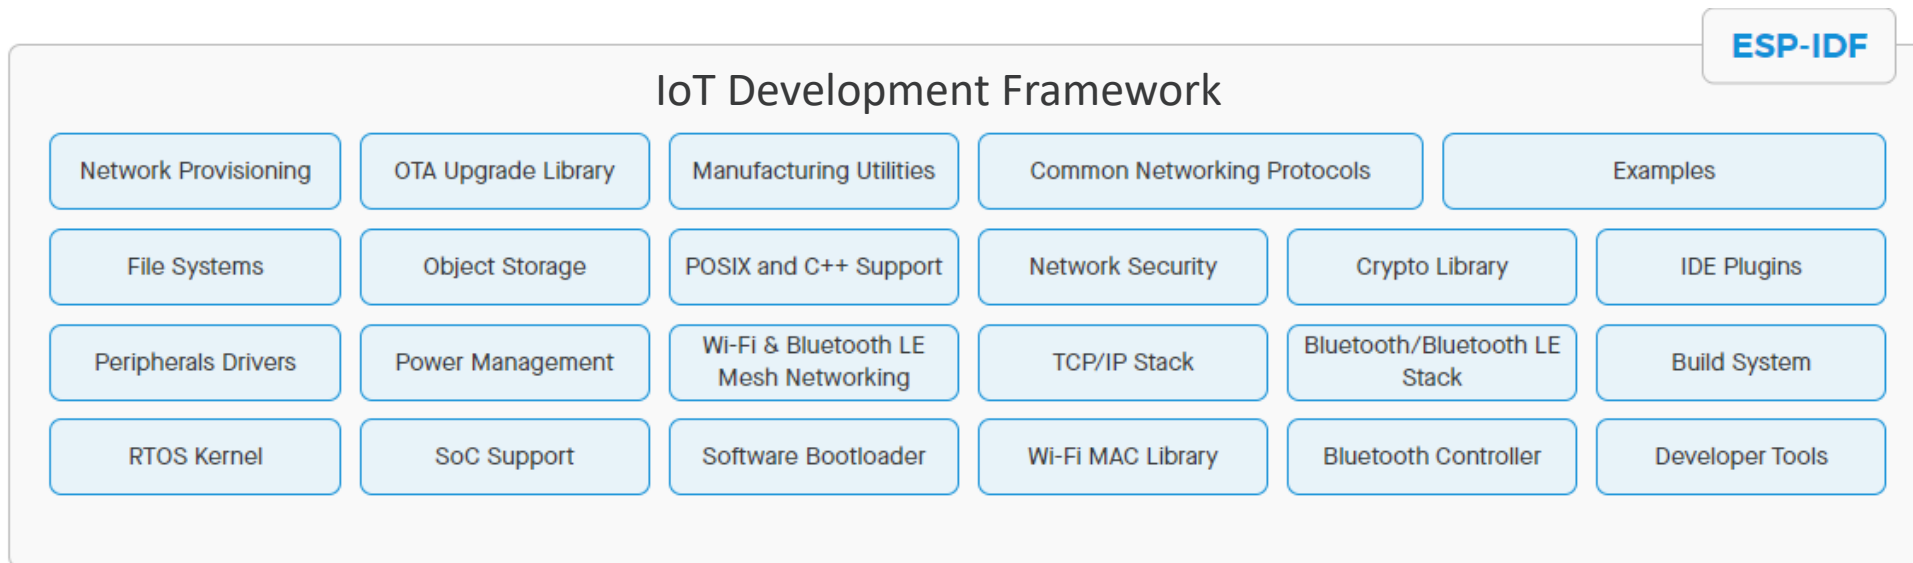 ESP-IDF
IoT Development Framework
Network Provisioning
OTA Upgrade Library
Manufacturing Utilities
Common Networking Protocols
Examples
File Systems
Object Storage
POSIX and C++ Support
Network Security
Crypto Library
IDE Plugins
Peripherals Drivers
Power Management
Wi-Fi & Bluetooth LE
Mesh Networking
TCP/IP Stack
Bluetooth/Bluetooth LE
Stack
Build System
RTOS Kernel
SoC Support
Software Bootloader
Wi-Fi MAC Library
Bluetooth Controller
Developer Tools